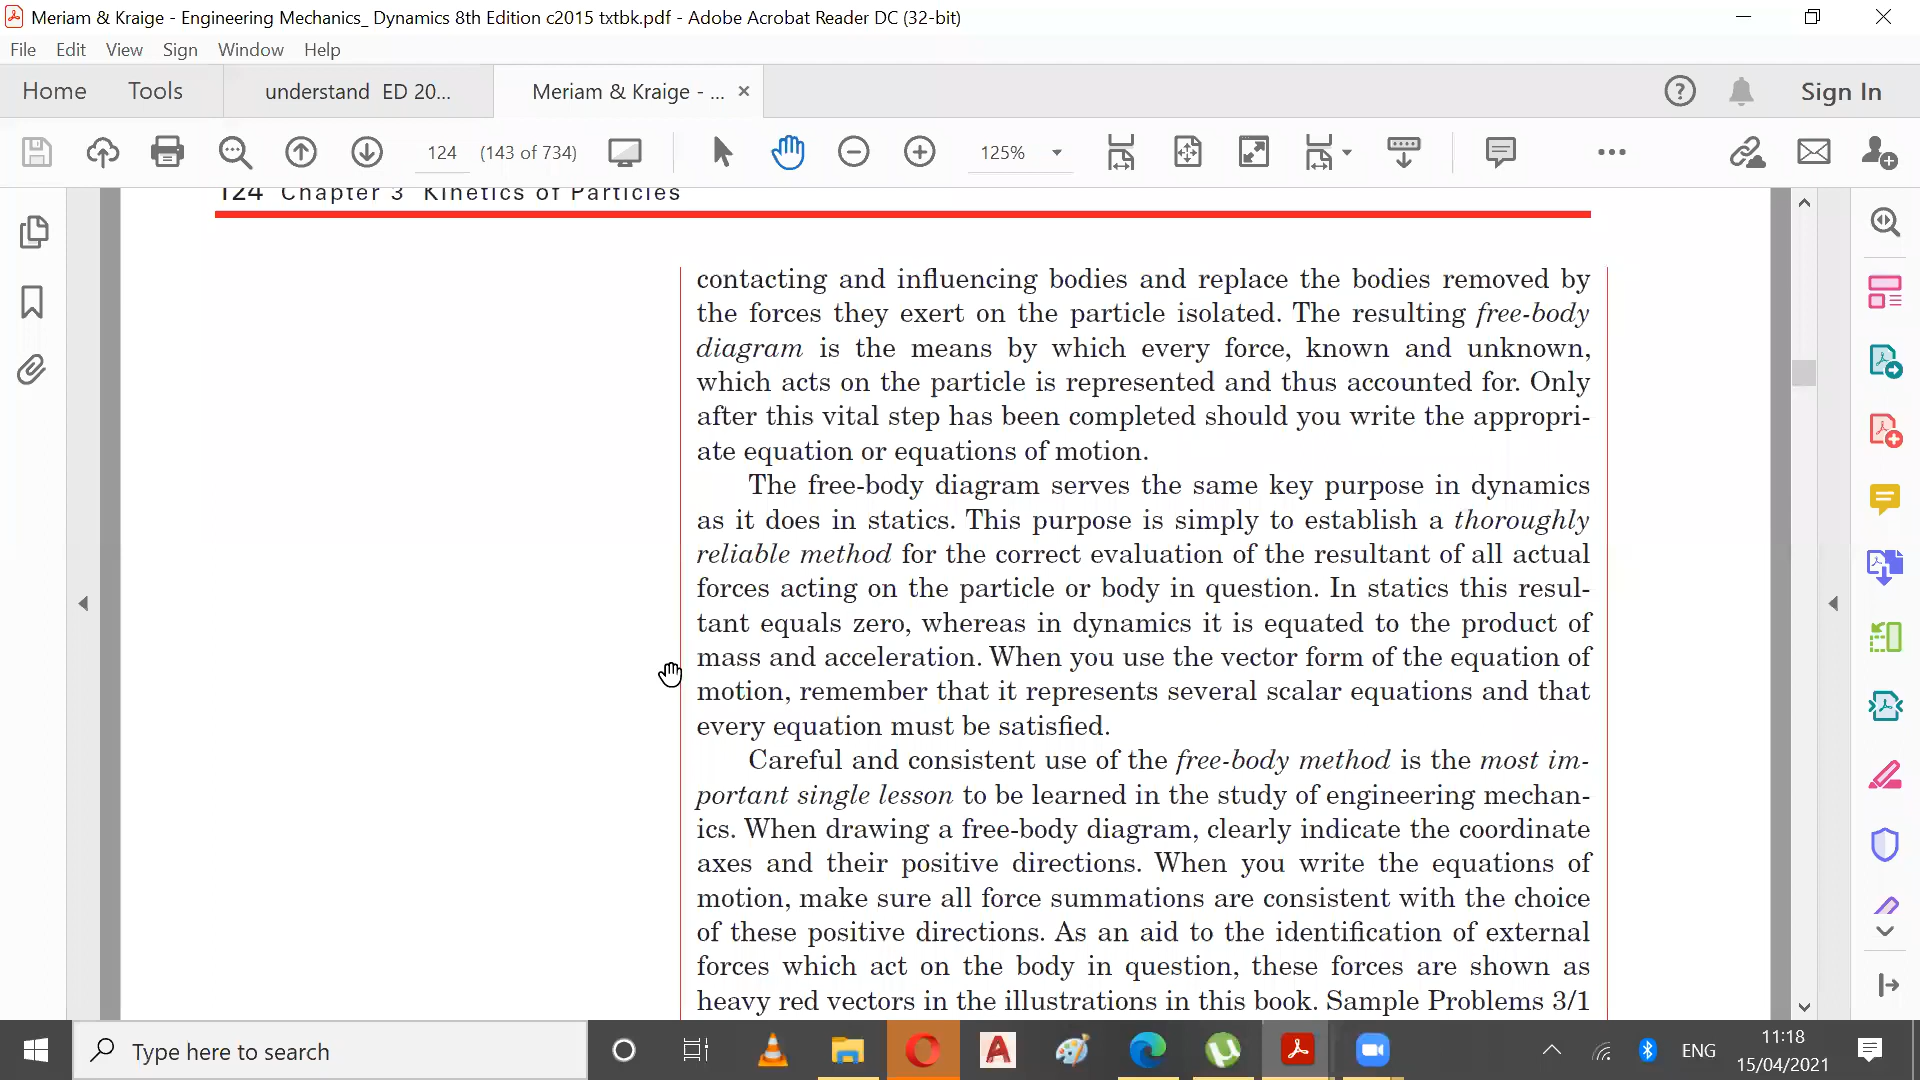 Meriam & Kraige - Engineering Mechanics_ Dynamics 8th Edition c2015 txtbk.pdf - Adobe Acrobat Reader DC (32-bit)
File Edit View Sign Window Help
Home Tools understand ED 20... Meriam & Kraige - ... × Sign In
124 (143 of 734) 125%
124 Chapter 3 Kinetics of Particles
contacting and influencing bodies and replace the bodies removed by
the forces they exert on the particle isolated. The resulting free-body
diagram is the means by which every force, known and unknown,
which acts on the particle is represented and thus accounted for. Only
after this vital step has been completed should you write the appropri-
ate equation or equations of motion.
The free-body diagram serves the same key purpose in dynamics
as it does in statics. This purpose is simply to establish a thoroughly
reliable method for the correct evaluation of the resultant of all actual
forces acting on the particle or body in question. In statics this resul-
tant equals zero, whereas in dynamics it is equated to the product of
mass and acceleration. When you use the vector form of the equation of
motion, remember that it represents several scalar equations and that
every equation must be satisfied.
Careful and consistent use of the free-body method is the most im-
portant single lesson to be learned in the study of engineering mechan-
ics. When drawing a free-body diagram, clearly indicate the coordinate
axes and their positive directions. When you write the equations of
motion, make sure all force summations are consistent with the choice
of these positive directions. As an aid to the identification of external
forces which act on the body in question, these forces are shown as
heavy red vectors in the illustrations in this book. Sample Problems 3/1
Type here to search
ENG
11:18
15/04/2021